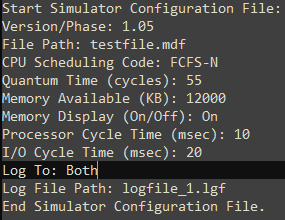 Start Simulator Configuration File:
Version/Phase: 1.05
File Path: testfile.mdf
CPU Scheduling Code: FCFS-N
Quantum Time (cycles): 55
Memory Available (KB): 12000
Memory Display (On/Off): On
Processor Cycle Time (msec): 10
I/O Cycle Time (msec): 20
Log To: Both
Log File Path: logfile_1.lgf
End Simulator Configuration File.